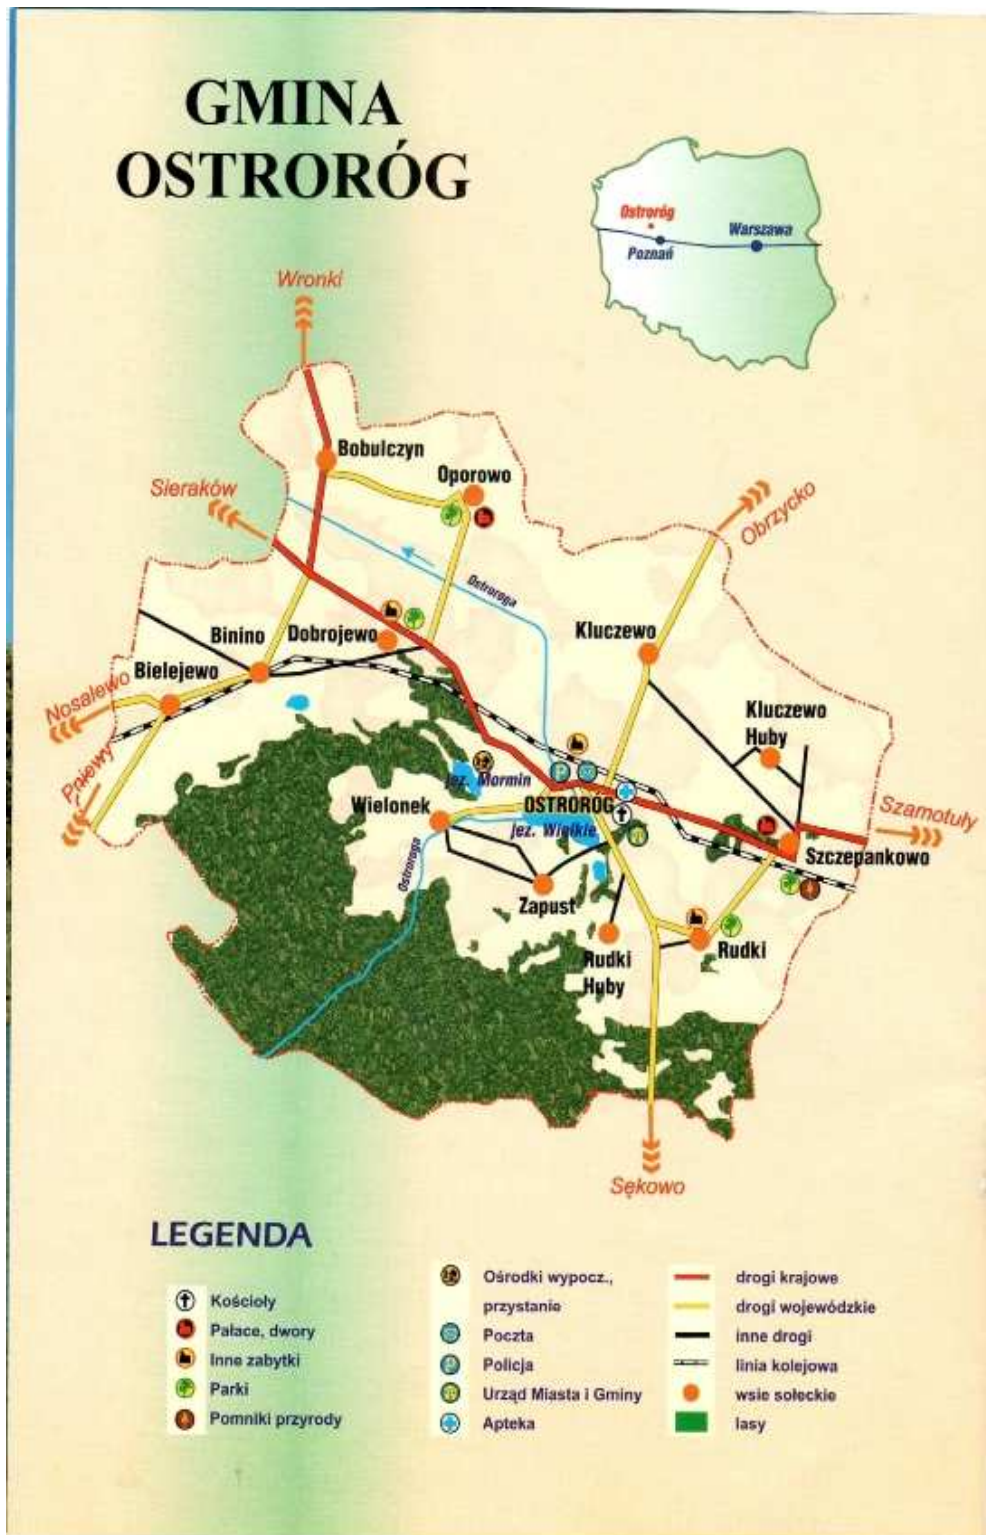 GMINA
OSTRORÓG
Ostroróg
Warszawa
Poznań
Wronki
Bobulczyn
Oporowo
Sieraków
Obrzycko
Ostroroga
Kluczewo
Binino
Dobrojewo
Bielejewo
Nosalewo
Kluczewo
Huby
Pniewy
jez. Mormin
Wielonek
OSTRORÓG
jez. Wielkie
Szamotuły
Szczepankowo
Ostroroga
Zapust
Rudki
Rudki
Huby
Sękowo
LEGENDA
Kościoły
Pałace, dwory
Inne zabytki
Parki
Pomniki przyrody
Ośrodki wypocz.,
przystanie
Poczta
Policja
Urząd Miasta i Gminy
Apteka
drogi krajowe
drogi wojewódzkie
inne drogi
linia kolejowa
wsie sołeckie
lasy